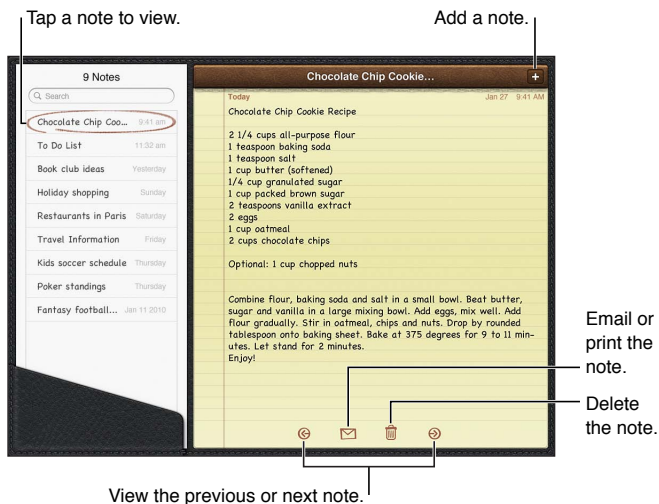 Tap a note to view.
Add a note.
9 Notes
Search
Chocolate Chip Coo... 9:41 am
To Do List 11:32 am
Book club ideas Yesterday
Holiday shopping Sunday
Restaurants in Paris Saturday
Travel Information Friday
Kids soccer schedule Thursday
Poker standings Thursday
Fantasy football... Jan 11 2010
Chocolate Chip Cookie...
+
Today Jan 27 9:41 AM
Chocolate Chip Cookie Recipe
2 1/4 cups all-purpose flour
1 teaspoon baking soda
1 teaspoon salt
1 cup butter (softened)
1/4 cup granulated sugar
1 cup packed brown sugar
2 teaspoons vanilla extract
2 eggs
1 cup oatmeal
2 cups chocolate chips
Optional: 1 cup chopped nuts
Combine flour, baking soda and salt in a small bowl. Beat butter,
sugar and vanilla in a large mixing bowl. Add eggs, mix well. Add
flour gradually. Stir in oatmeal, chips and nuts. Drop by rounded
tablespoon onto baking sheet. Bake at 375 degrees for 9 to 11 min-
utes. Let stand for 2 minutes.
Enjoy!
Email or
print the
note.
Delete
the note.
View the previous or next note.